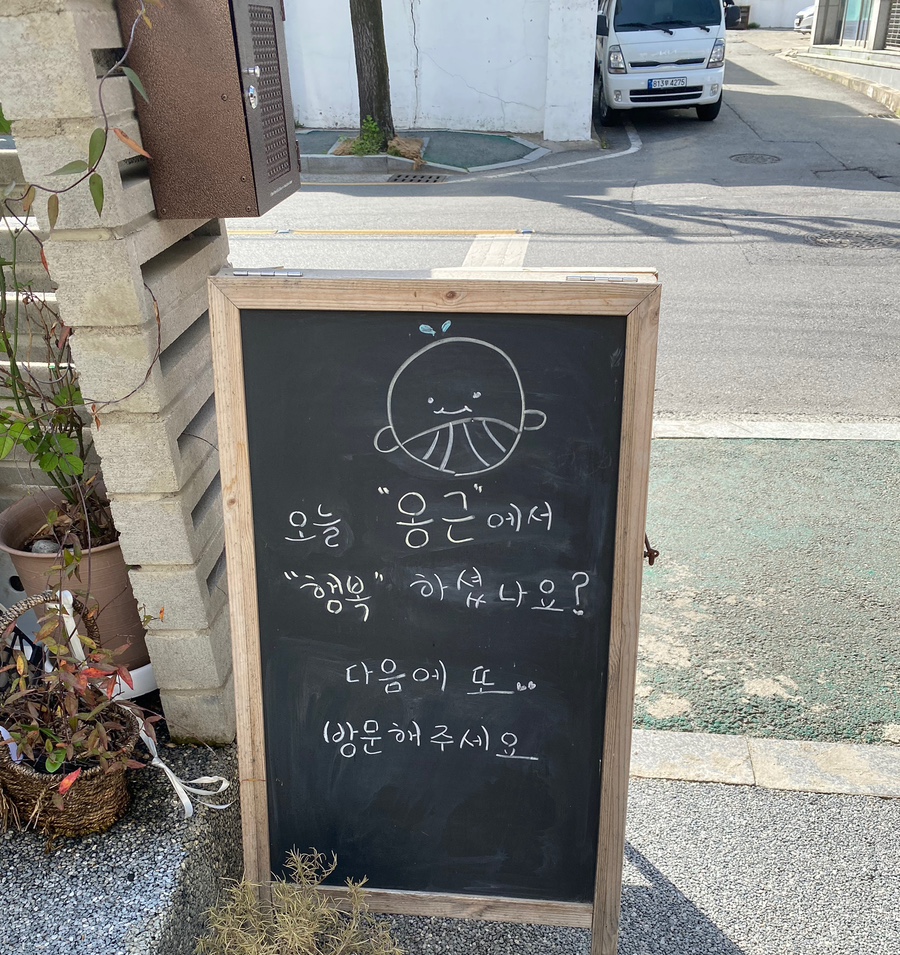 오늘 "옹근"에서
"행복" 하셨나요?
다음에 또..
방문해주세요